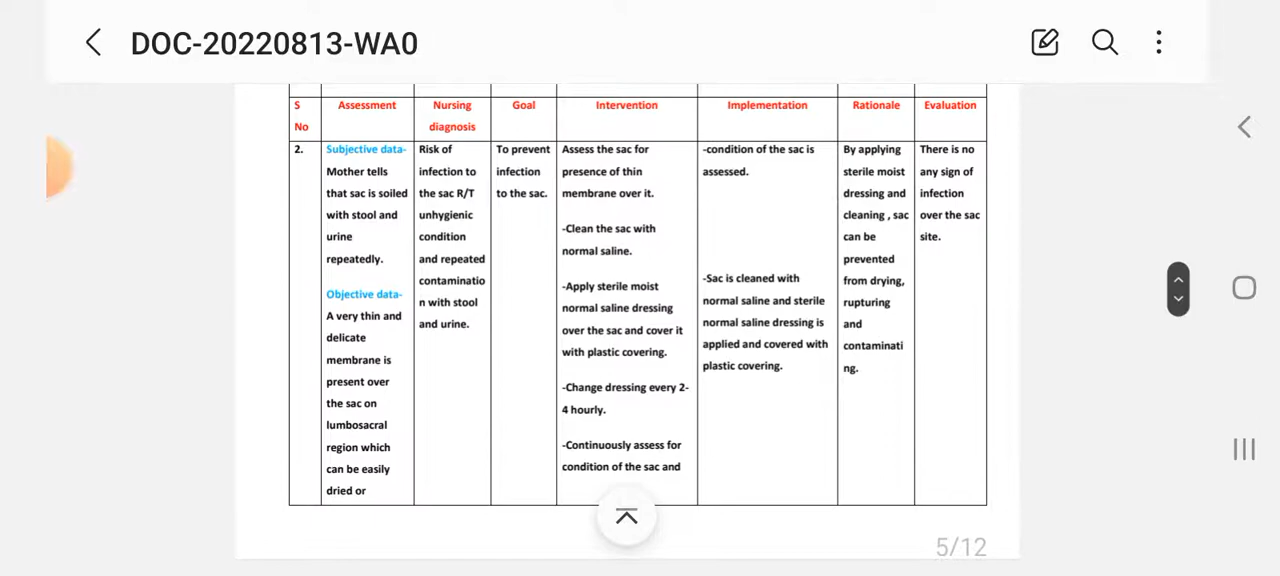 DOC-20220813-WA0
S
No
Assessment
Nursing
diagnosis
Goal
Intervention
Implementation
Rationale
Evaluation
2.
Subjective data-
Mother tells
that sac is soiled
with stool and
urine
repeatedly.
Objective data-
A very thin and
delicate
membrane is
present over
the sac on
lumbosacral
region which
can be easily
dried or
Risk of
infection to
the sac R/T
unhygienic
condition
and repeated
contaminatio
n with stool
and urine.
To prevent
infection
to the sac.
Assess the sac for
presence of thin
membrane over it.
-Clean the sac with
normal saline.
-Apply sterile moist
normal saline dressing
over the sac and cover it
with plastic covering.
-Change dressing every 2-
4 hourly.
-Continuously assess for
condition of the sac and
-condition of the sac is
assessed.
-Sac is cleaned with
normal saline and sterile
normal saline dressing is
applied and covered with
plastic covering.
By applying
sterile moist
dressing and
cleaning , sac
can be
prevented
from drying,
rupturing
and
contaminati
ng.
There is no
any sign of
infection
over the sac
site.
5/12